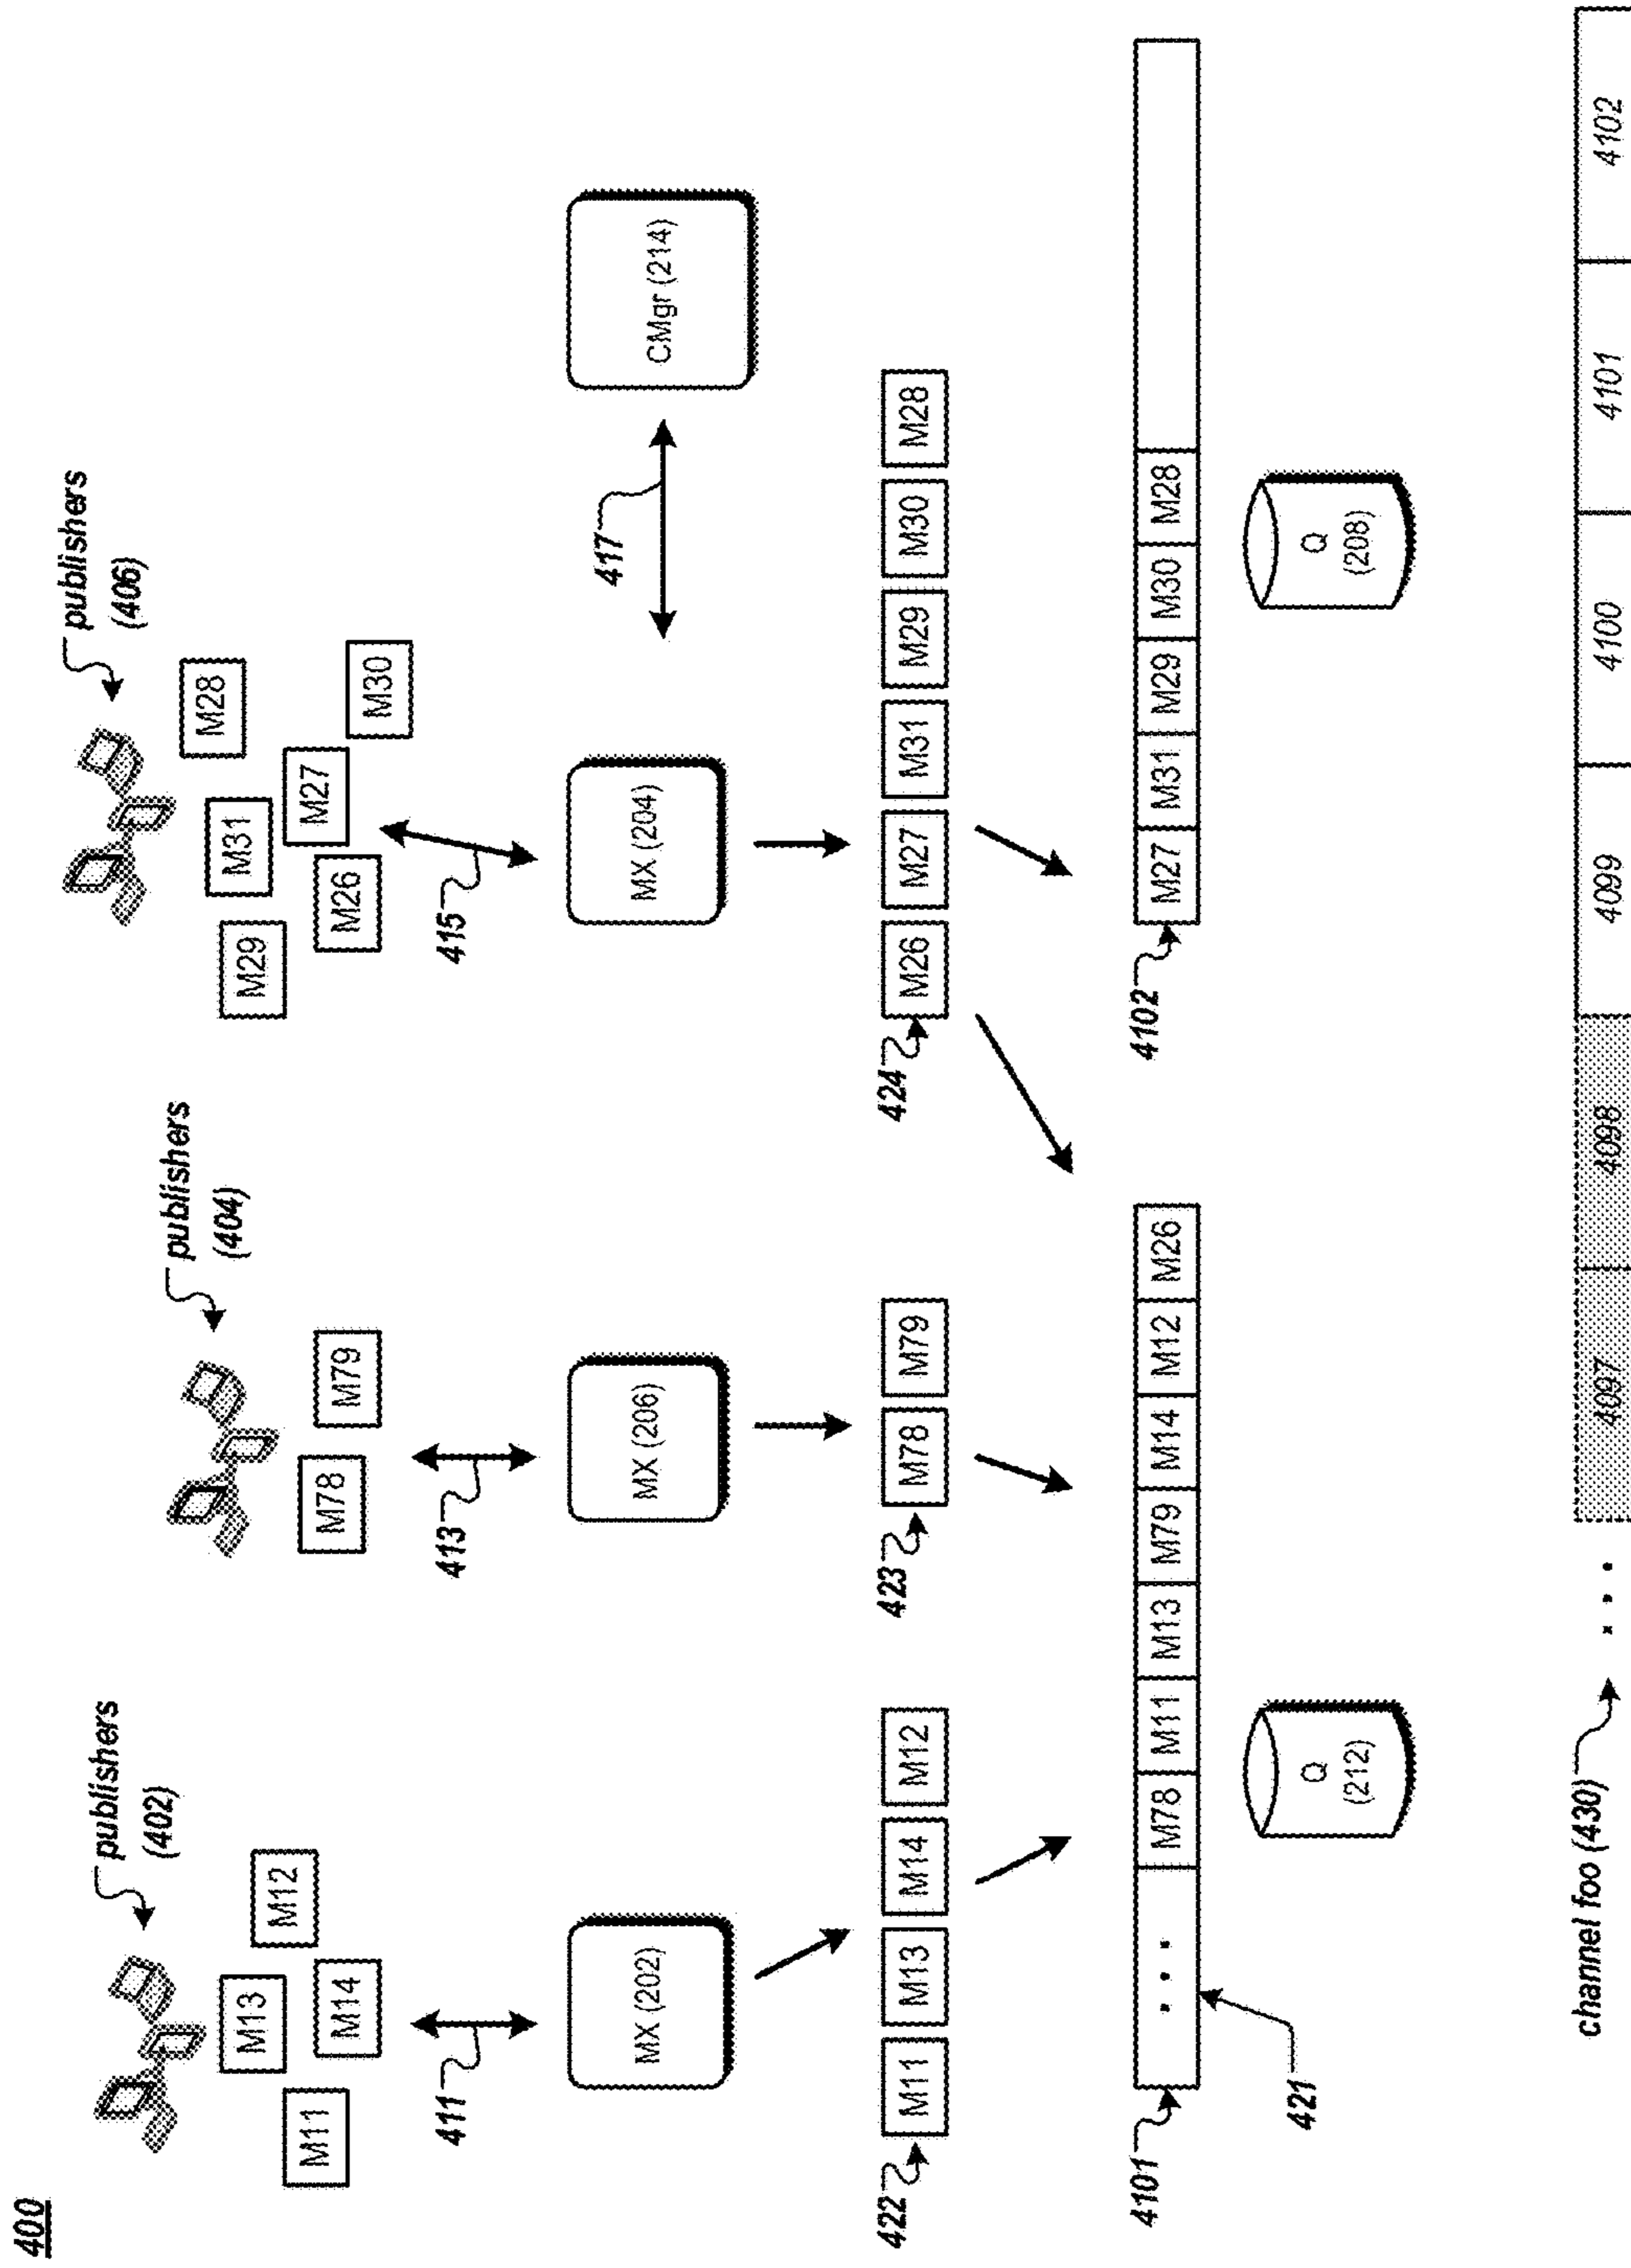 400
publishers
(402)
publishers
(404)
publishers
(406)
M11
M13
M14
M12
M78
M79
M29
M31
M26
M27
M28
M30
411
413
415
417
MX (202)
MX (206)
MX (204)
CMgr (214)
422
M11
M13
M14
M12
423
M78
M79
424
M26
M27
M31
M29
M30
M28
4101
. . .
M78
M11
M13
M79
M14
M12
M26
421
4102
M27
M31
M29
M30
M28
Q
(212)
Q
(208)
channel foo (430)
. . .
4097
4098
4099
4100
4101
4102